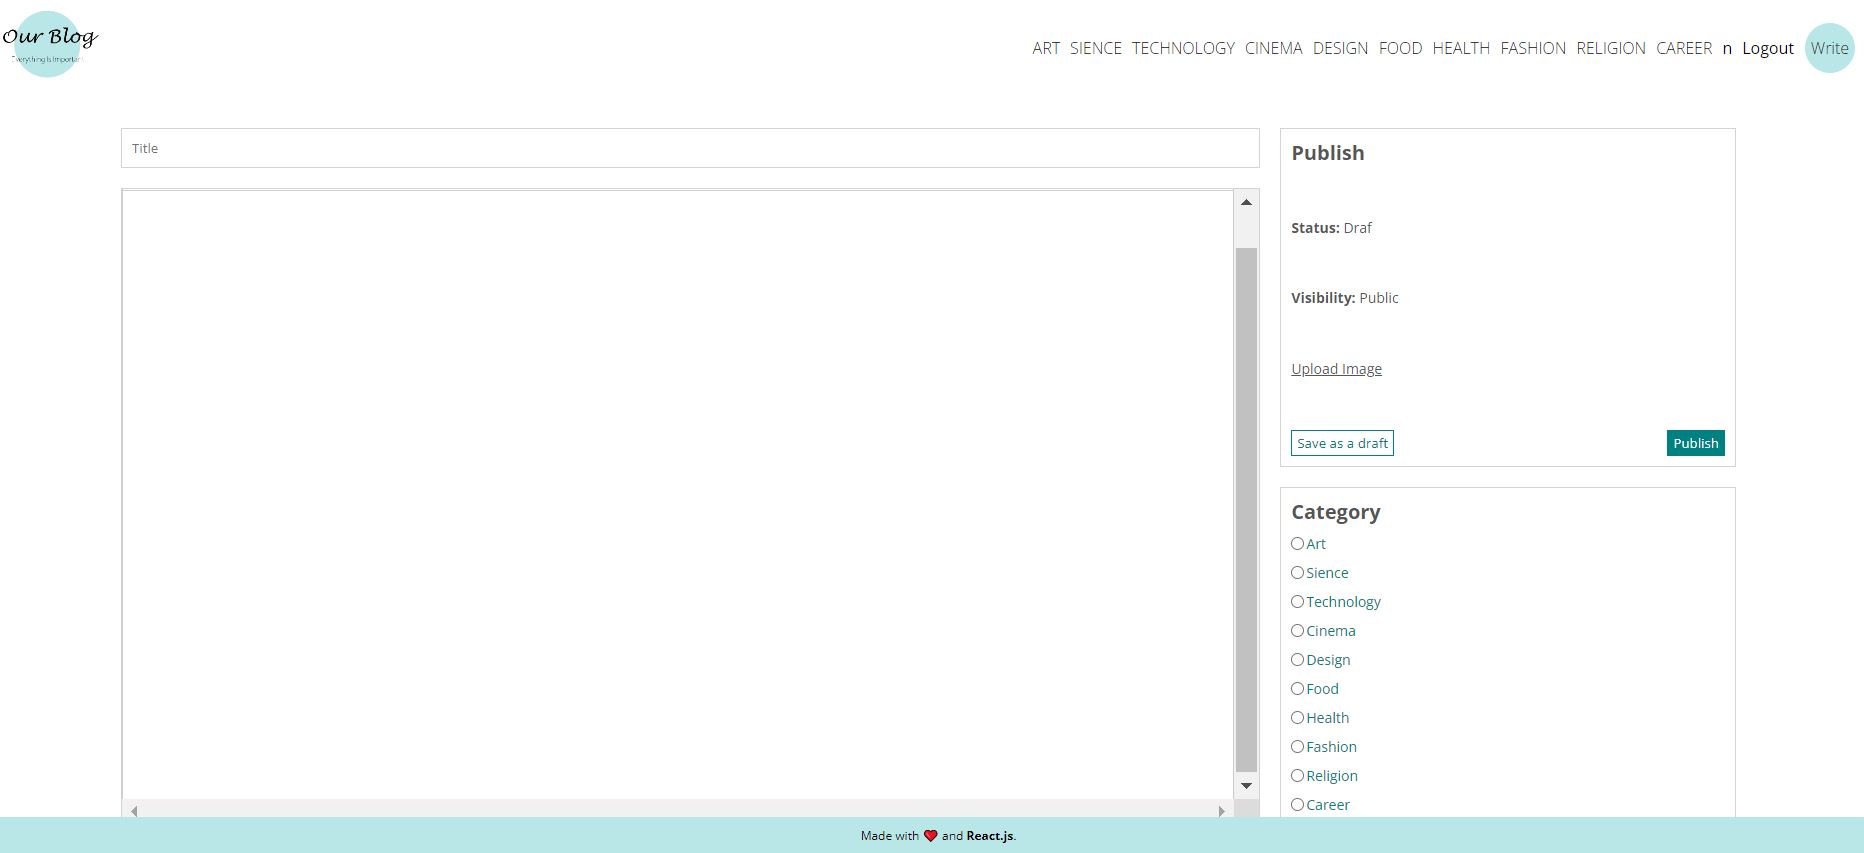 Our Blog
Everything Is Importan
ART SIENCE TECHNOLOGY CINEMA DESIGN FOOD HEALTH FASHION RELIGION CAREER n Logout Write
Title
Publish
Status: Draf
Visibility: Public
Upload Image
Save as a draft Publish
Category
Art
Sience
Technology
Cinema
Design
Food
Health
Fashion
Religion
Career
Made with ❤ and React.js.